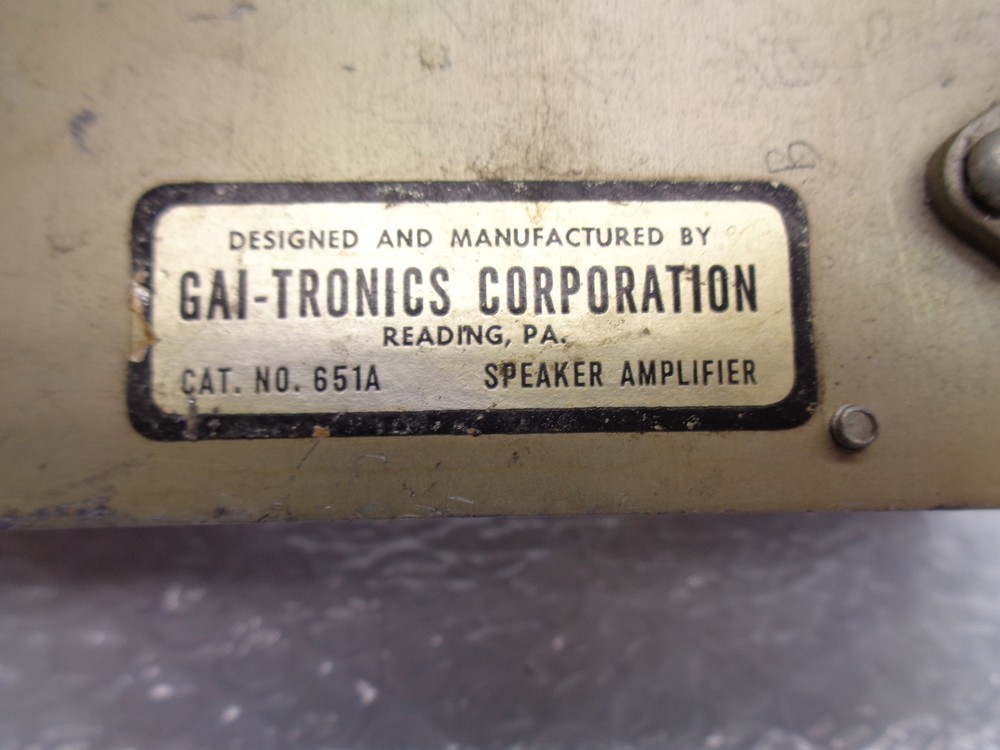 DESIGNED AND MANUFACTURED BY
GAI-TRONICS CORPORATION
READING, PA.
CAT. NO. 651A SPEAKER AMPLIFIER